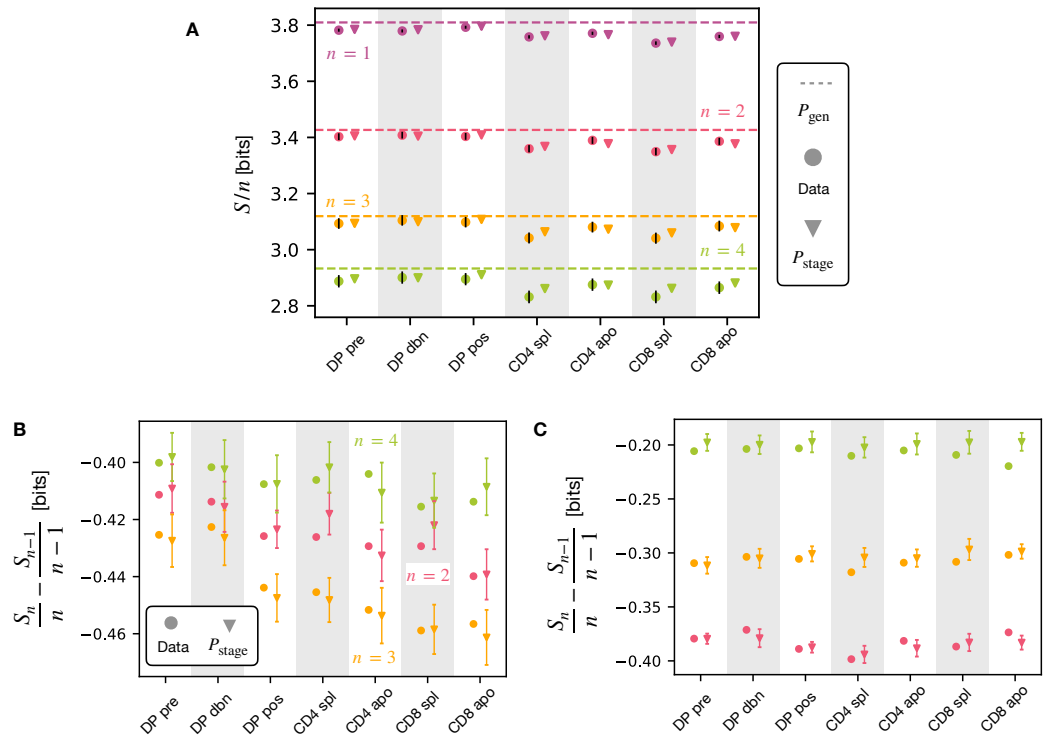 A
S/n [bits]
3.8
3.6
3.4
3.2
3.0
2.8
n = 1
n = 2
n = 3
n = 4
DP pre
DP dbn
DP pos
CD4 spl
CD4 apo
CD8 spl
CD8 apo
P_gen
Data
P_stage
B
S_n/n − S_{n−1}/(n − 1) [bits]
−0.40
−0.42
−0.44
−0.46
n = 4
n = 2
n = 3
Data
P_stage
DP pre
DP dbn
DP pos
CD4 spl
CD4 apo
CD8 spl
CD8 apo
C
S_n/n − S_{n−1}/(n − 1) [bits]
−0.20
−0.25
−0.30
−0.35
−0.40
DP pre
DP dbn
DP pos
CD4 spl
CD4 apo
CD8 spl
CD8 apo